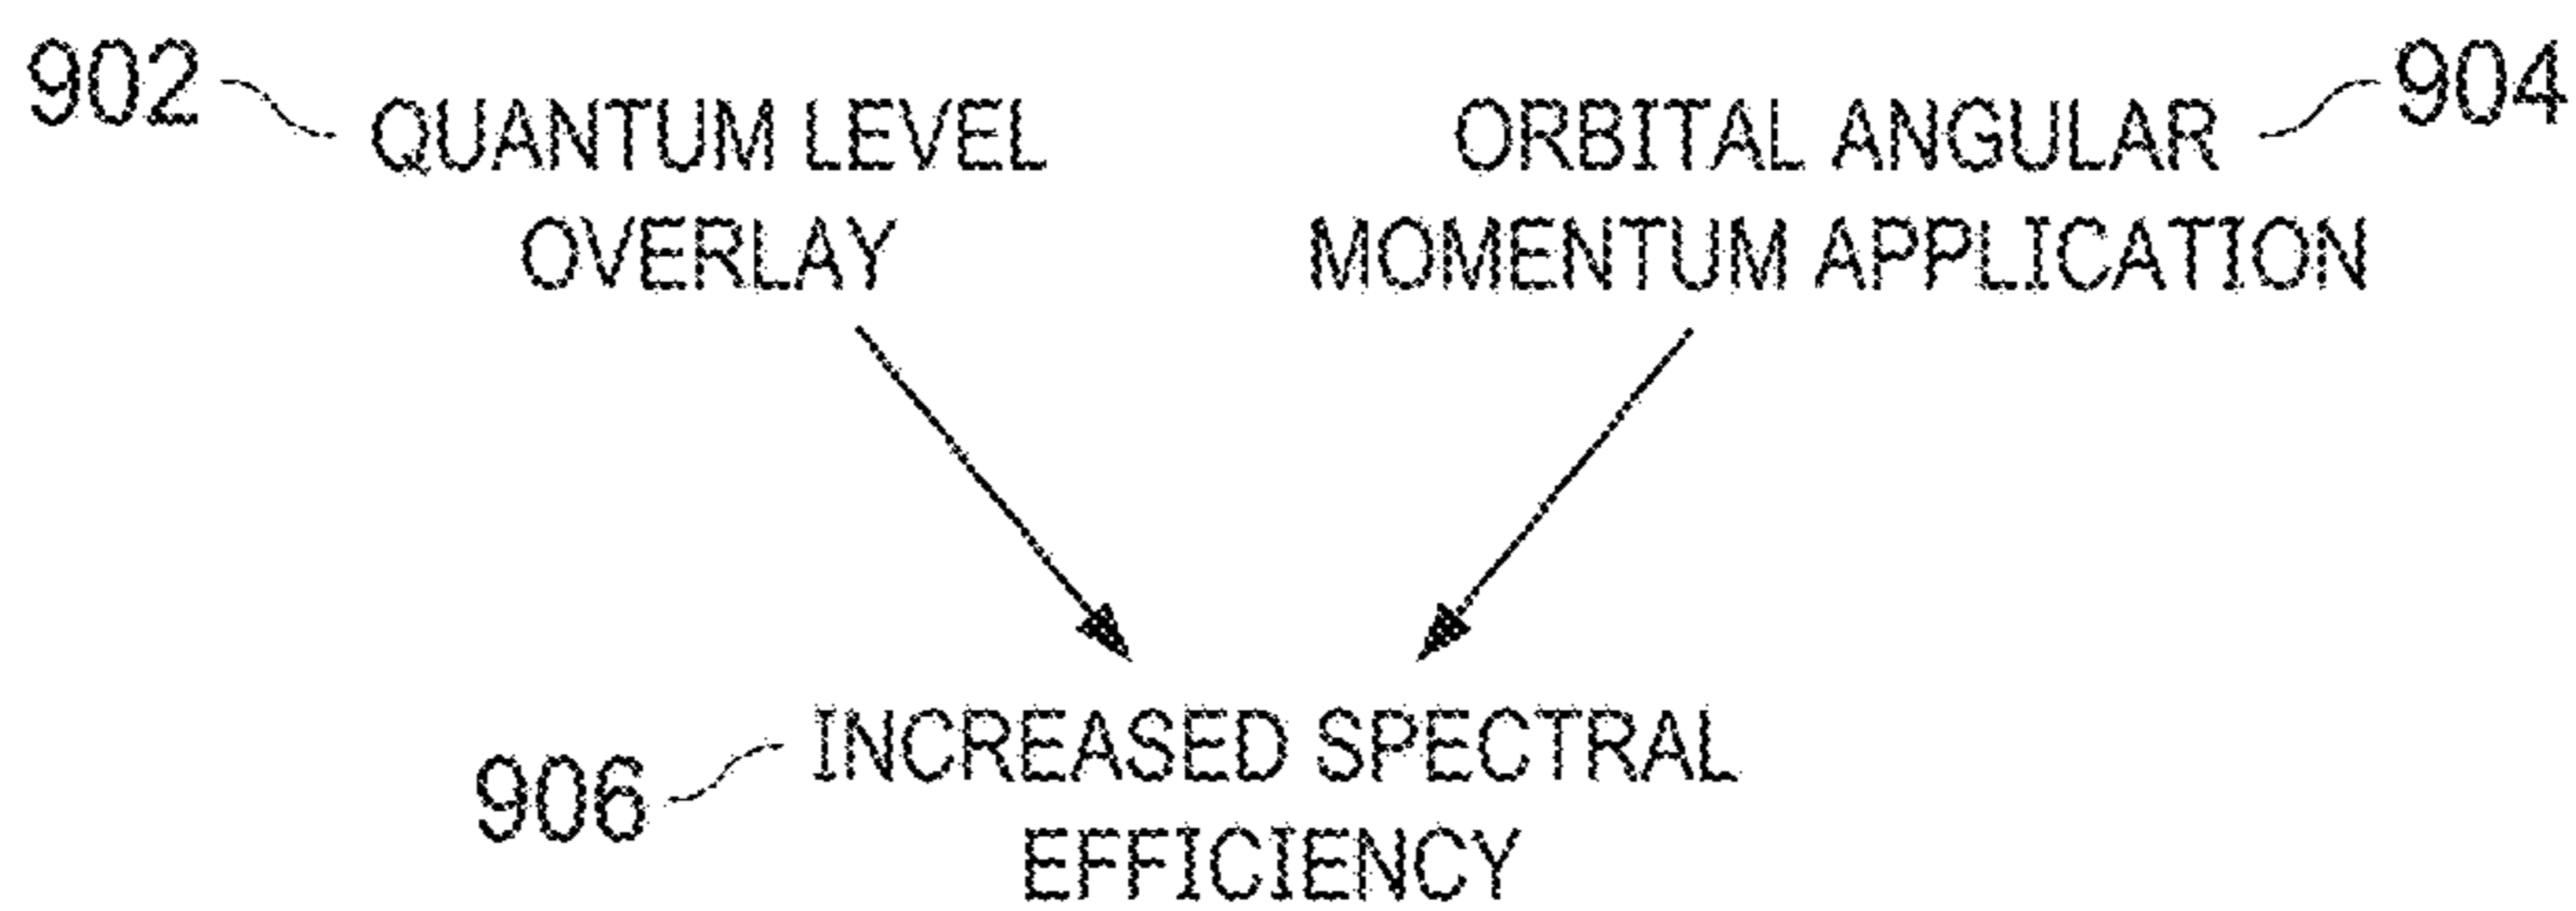 902
QUANTUM LEVEL
OVERLAY
ORBITAL ANGULAR
MOMENTUM APPLICATION
904
906
INCREASED SPECTRAL
EFFICIENCY